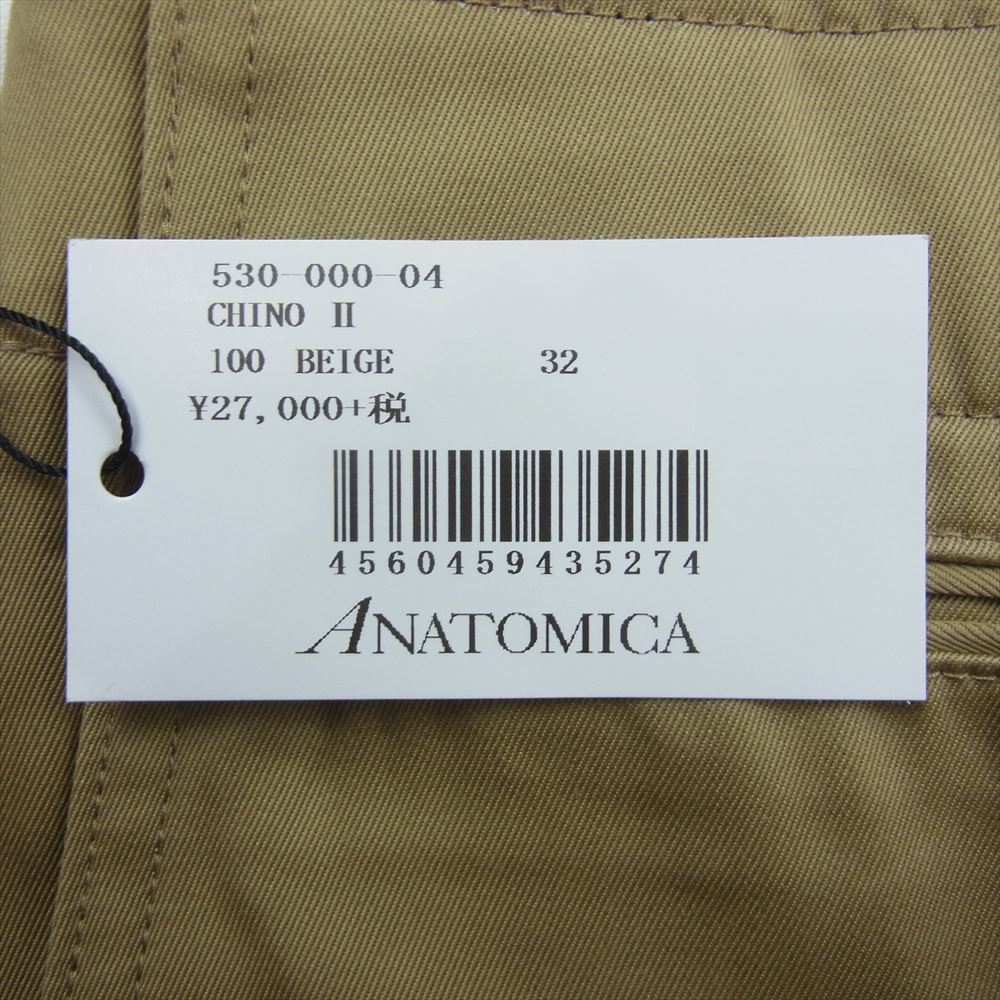 530-000-04
CHINO Ⅱ
100 BEIGE 32
¥27,000+税
4560459435274
ANATOMICA